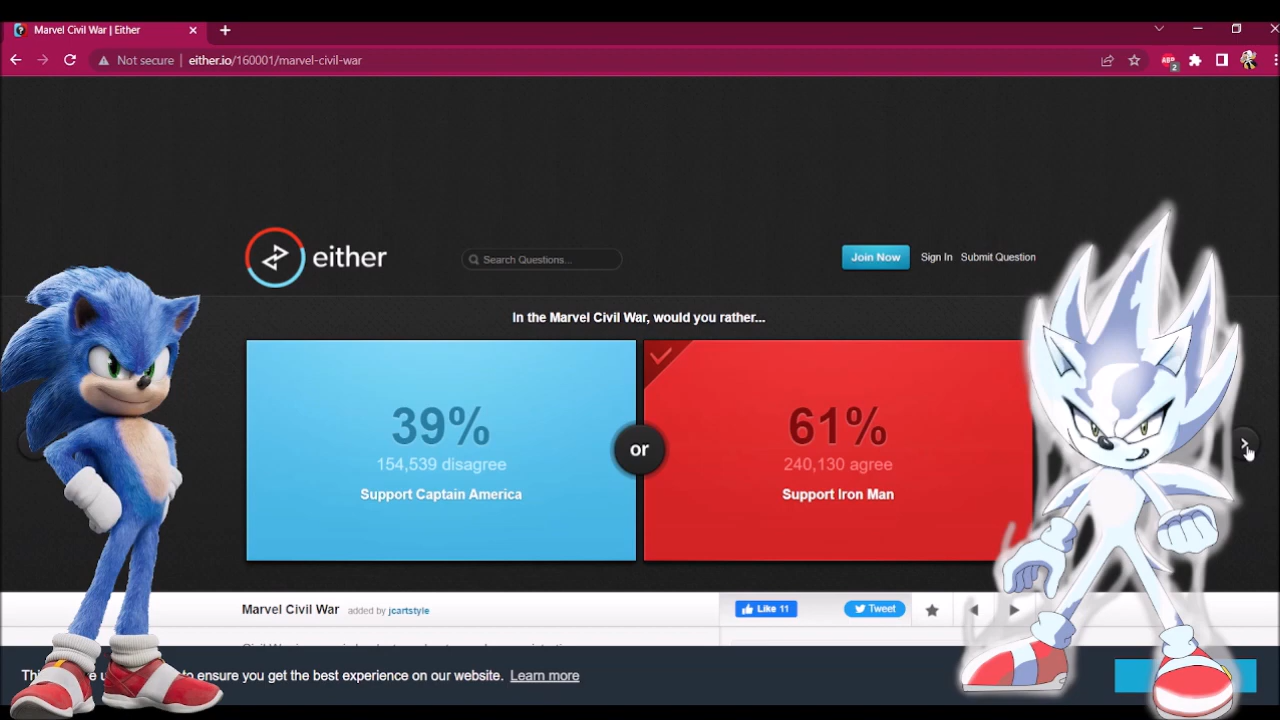 Marvel Civil War | Either
Not secure either.io/160001/marvel-civil-war
ABP
2
either
Search Questions...
Join Now Sign In Submit Question
In the Marvel Civil War, would you rather...
39%
154,539 disagree
Support Captain America
or
61%
240,130 agree
Support Iron Man
Marvel Civil War added by jcartstyle
Like 11
Tweet
ensure you get the best experience on our website. Learn more